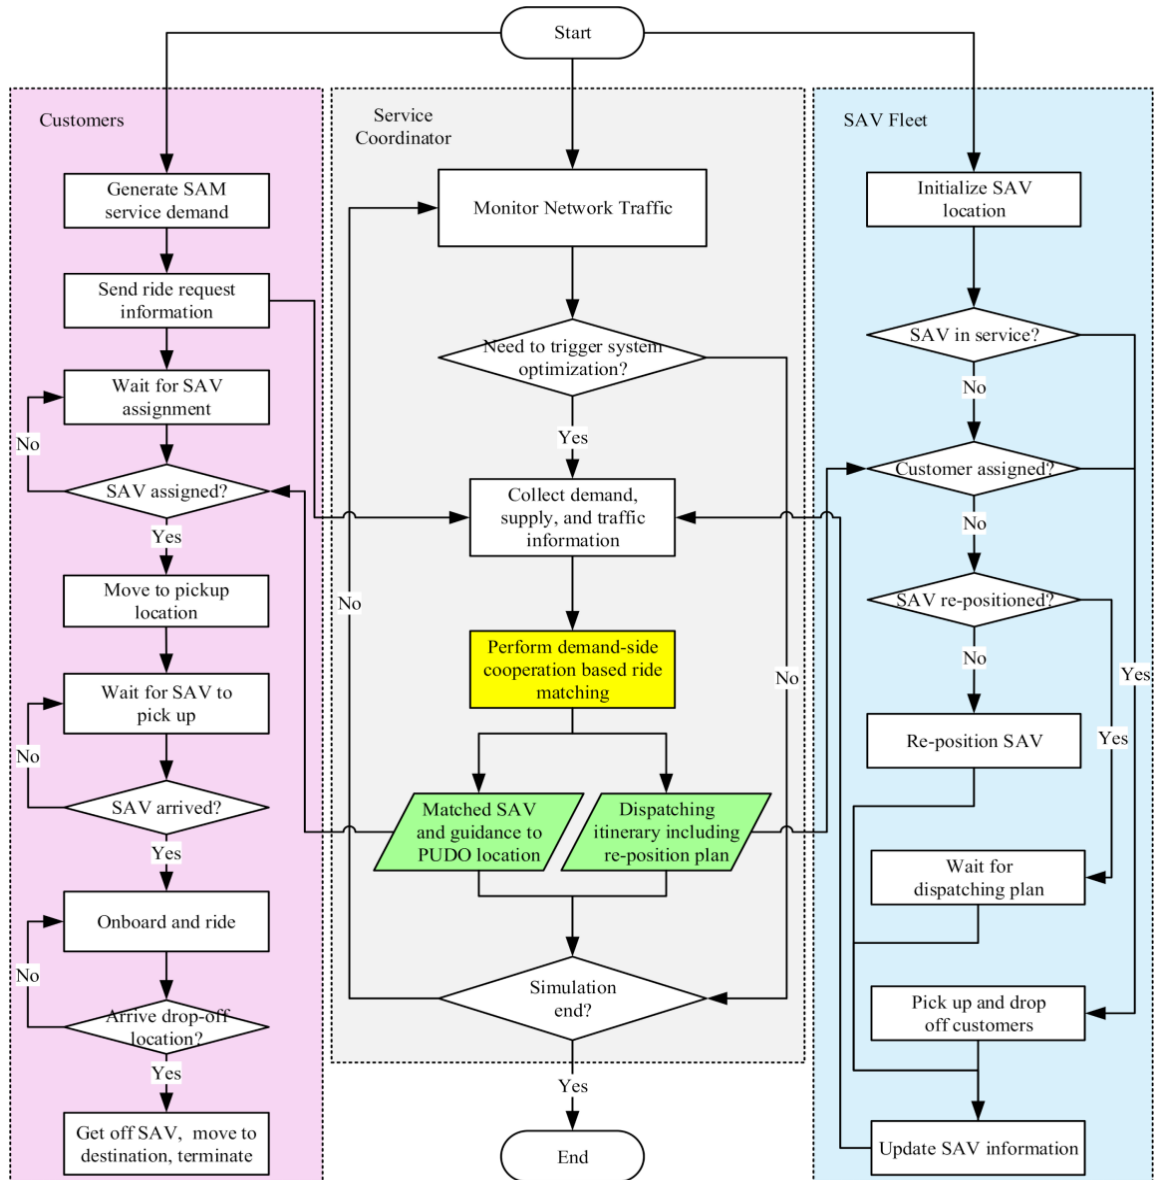 Start
Customers
Generate SAM
service demand
Send ride request
information
Wait for SAV
assignment
No
SAV assigned?
Yes
Move to pickup
location
Wait for SAV to
pick up
No
SAV arrived?
Yes
Onboard and ride
No
Arrive drop-off
location?
Yes
Get off SAV, move to
destination, terminate
Service
Coordinator
Monitor Network Traffic
Need to trigger system
optimization?
Yes
Collect demand,
supply, and traffic
information
No
Perform demand-side
cooperation based ride
matching
No
Matched SAV
and guidance to
PUDO location
Dispatching
itinerary including
re-position plan
Simulation
end?
Yes
End
SAV Fleet
Initialize SAV
location
SAV in service?
No
Customer assigned?
No
SAV re-positioned?
No
Yes
Re-position SAV
Yes
Wait for
dispatching plan
Pick up and drop
off customers
Update SAV information